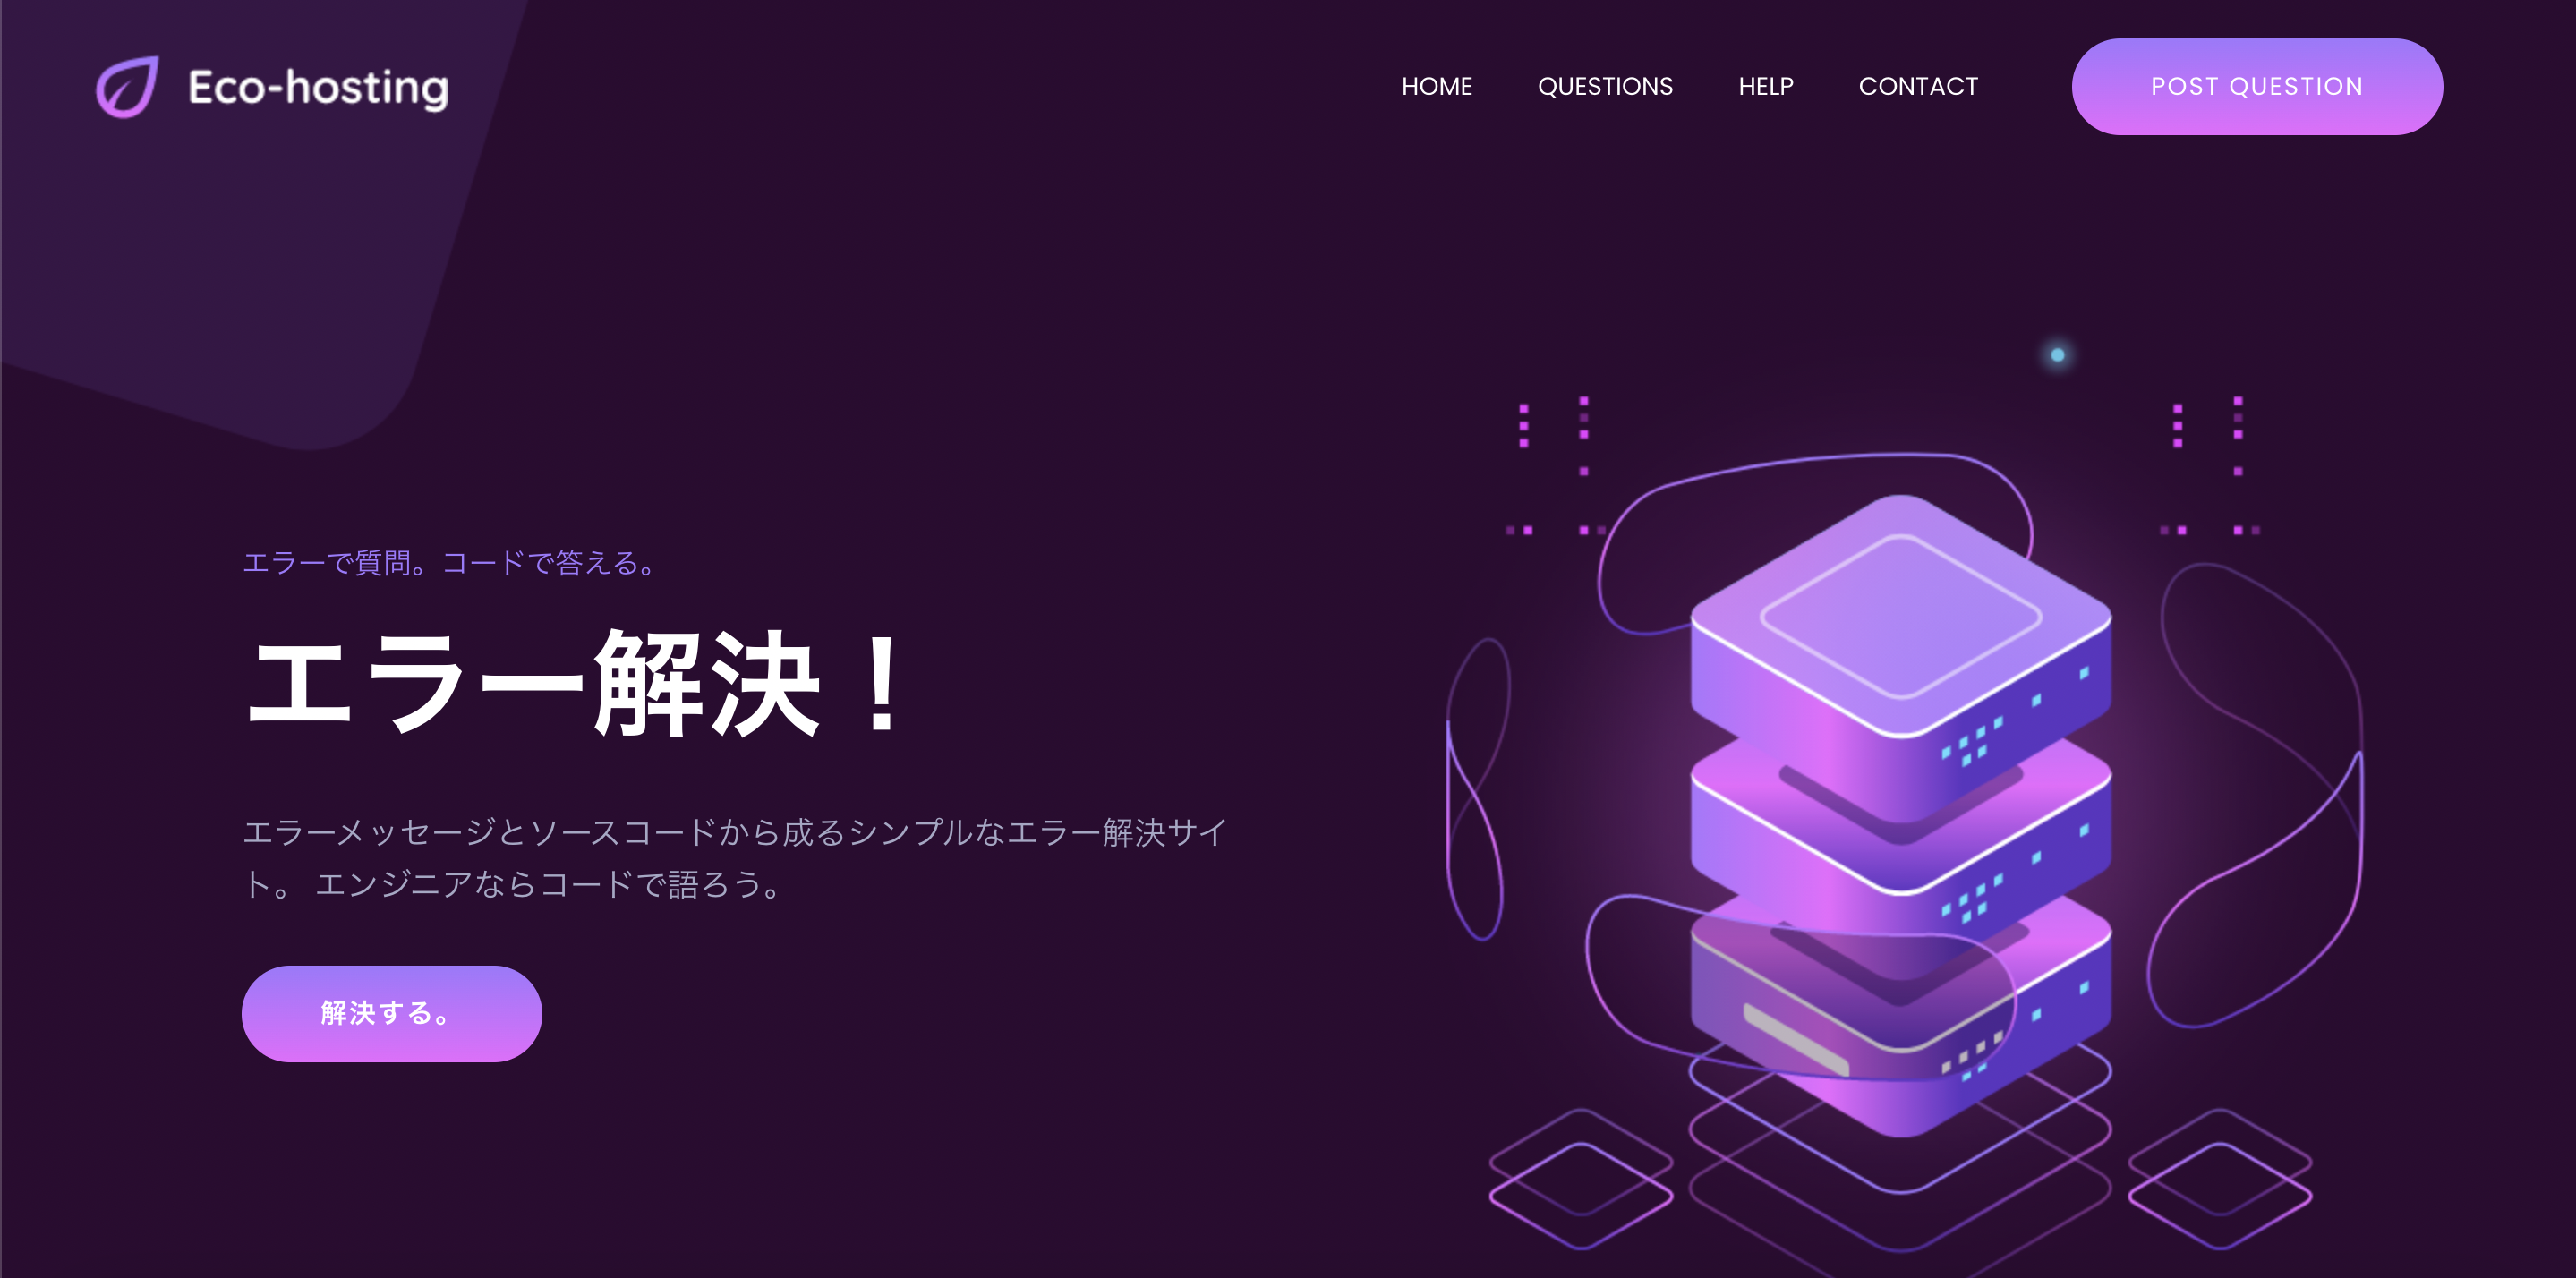 Eco-hosting
HOME
QUESTIONS
HELP
CONTACT
POST QUESTION
エラーで質問。コードで答える。
エラー解決！
エラーメッセージとソースコードから成るシンプルなエラー解決サイ
ト。 エンジニアならコードで語ろう。
解決する。